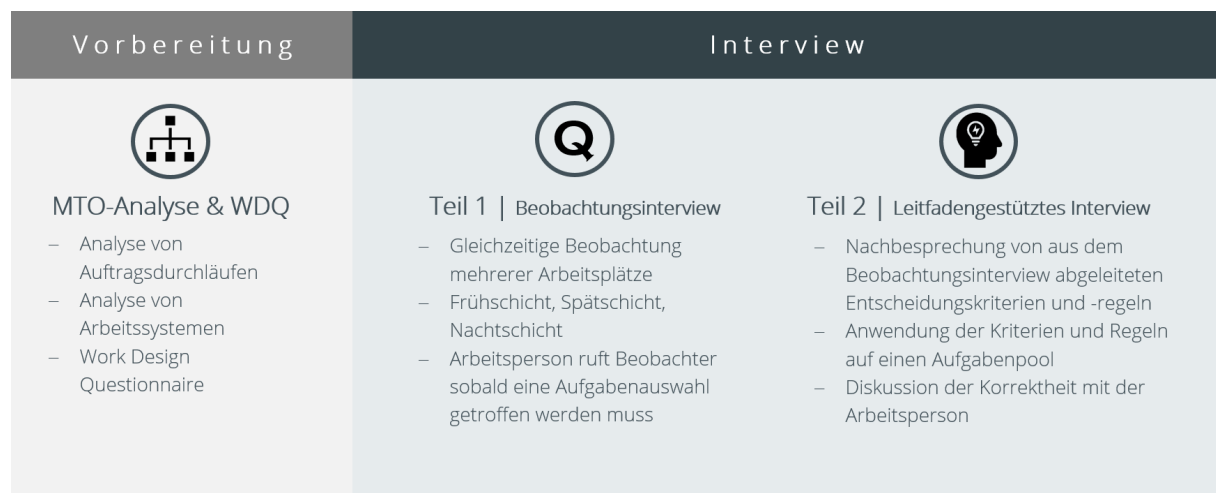 Vorbereitung
Interview
MTO-Analyse & WDQ
– Analyse von
Auftragsdurchläufen
– Analyse von
Arbeitssystemen
– Work Design
Questionnaire
Q
Teil 1 | Beobachtungsinterview
– Gleichzeitige Beobachtung
mehrerer Arbeitsplätze
– Frühschicht, Spätschicht,
Nachtschicht
– Arbeitsperson ruft Beobachter
sobald eine Aufgabenauswahl
getroffen werden muss
Teil 2 | Leitfadengestütztes Interview
– Nachbesprechung von aus dem
Beobachtungsinterview abgeleiteten
Entscheidungskriterien und -regeln
– Anwendung der Kriterien und Regeln
auf einen Aufgabenpool
– Diskussion der Korrektheit mit der
Arbeitsperson